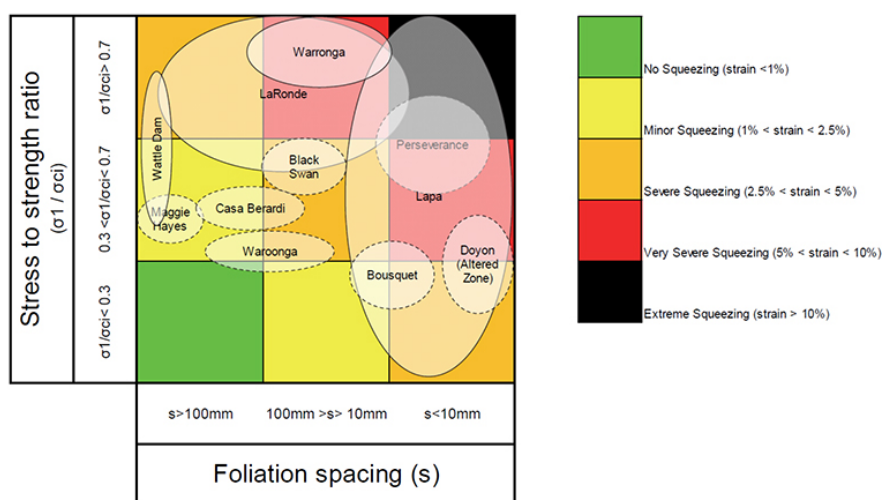 Stress to strength ratio
(σ1 / σci)
σ1/σci> 0.7
0.3 <σ1/σci< 0.7
σ1/σci< 0.3
Warronga
LaRonde
Wattle Dam
Perseverance
Black
Swan
Lapa
Maggie
Hayes
Casa Berardi
Waroonga
Bousquet
Doyon
(Altered
Zone)
s>100mm
100mm >s> 10mm
s<10mm
Foliation spacing (s)
No Squeezing (strain <1%)
Minor Squeezing (1% < strain < 2.5%)
Severe Squeezing (2.5% < strain < 5%)
Very Severe Squeezing (5% < strain < 10%)
Extreme Squeezing (strain > 10%)